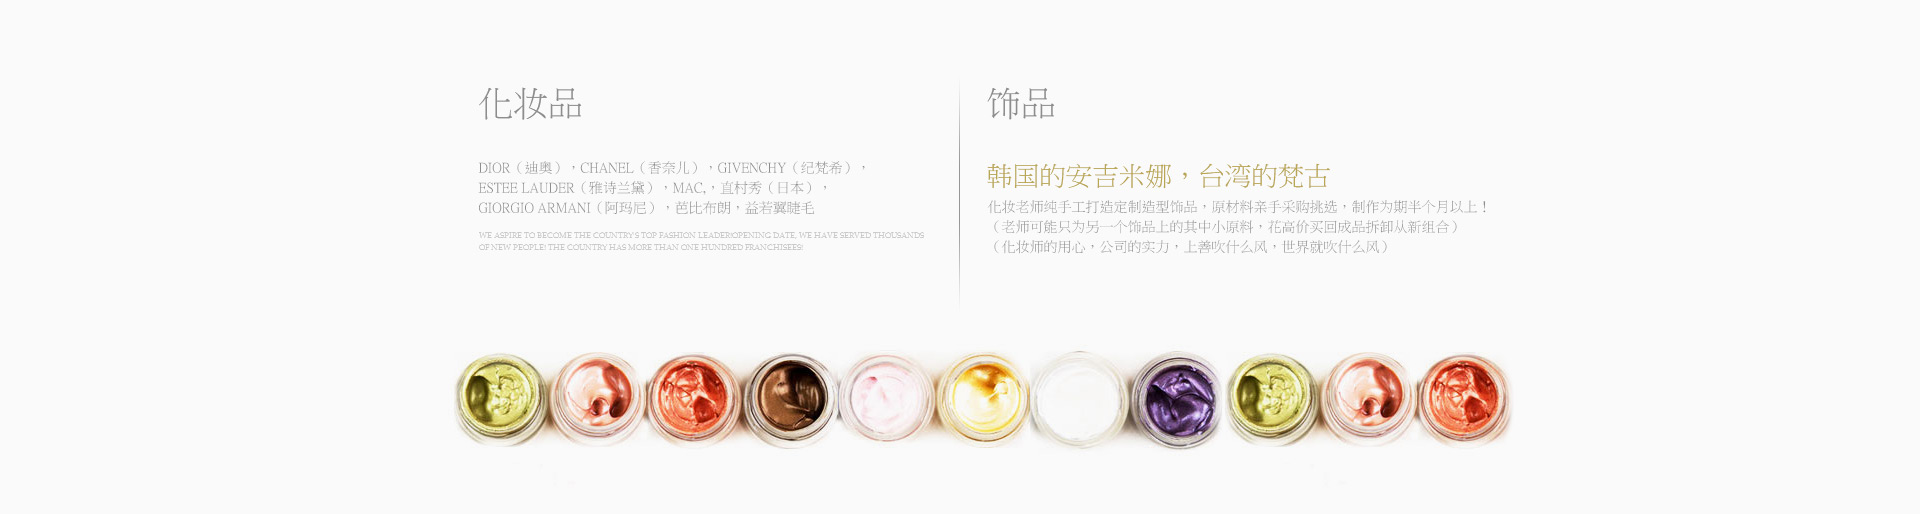 化妆品
DIOR（迪奥），CHANEL（香奈儿），GIVENCHY（纪梵希），
ESTEE LAUDER（雅诗兰黛），MAC,，直村秀（日本），
GIORGIO ARMANI（阿玛尼），芭比布朗，益若翼睫毛
WE ASPIRE TO BECOME THE COUNTRY'S TOP FASHION LEADER!OPENING DATE, WE HAVE SERVED THOUSANDS
OF NEW PEOPLE! THE COUNTRY HAS MORE THAN ONE HUNDRED FRANCHISEES!
饰品
韩国的安吉米娜，台湾的梵古
化妆老师纯手工打造定制造型饰品，原材料亲手采购挑选，制作为期半个月以上！
（老师可能只为另一个饰品上的其中小原料，花高价买回成品拆卸从新组合）
（化妆师的用心，公司的实力，上善吹什么风，世界就吹什么风）